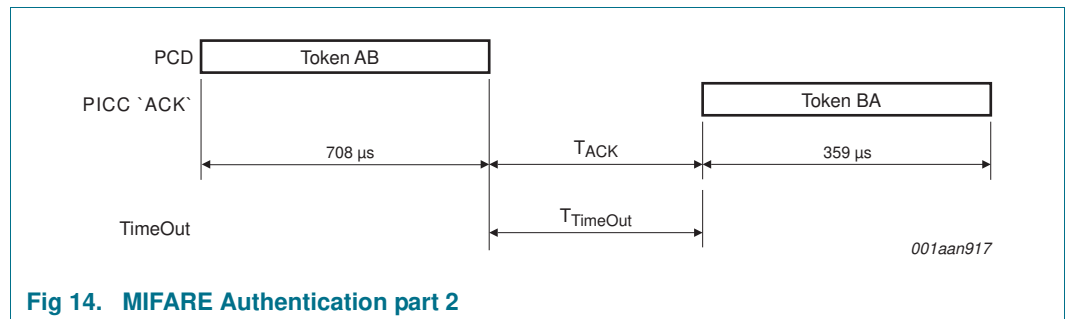 PCD Token AB
PICC `ACK` Token BA
708 µs TACK 359 µs
TimeOut TTimeOut
001aan917
Fig 14. MIFARE Authentication part 2